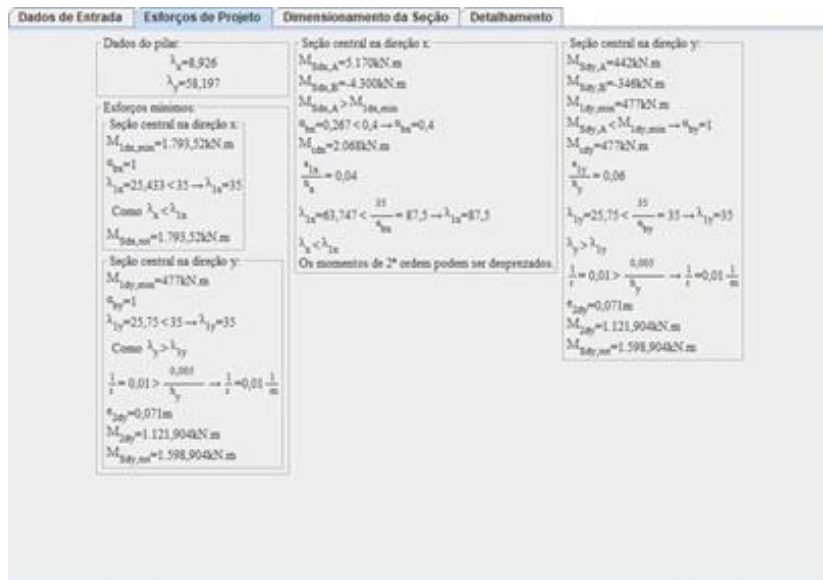 Dados de Entrada
Esforços de Projeto
Dimensionamento da Seção
Detalhamento
Dados do pilar:
λx=8,926
λy=58,197
Esforços mínimos:
Seção central na direção x:
M1dx,min=1.793,52kN.m
αbx=1
λ1x=25,433 < 35 → λ1x=35
Como λx < λ1x
MSdx,tot=1.793,52kN.m
Seção central na direção y:
M1dy,min=477kN.m
αby=1
λ1y=25,75 < 35 → λ1y=35
Como λy > λ1y
1/r = 0,01 > 0,005/hy → 1/r =0,01 1/m
e2dy=0,071m
M2dy=1.121,904kN.m
MSdy,tot=1.598,904kN.m
Seção central na direção x:
MSdx,A=5.170kN.m
MSdx,B=-4.300kN.m
MSdx,A > M1dx,min
αbx=0,267 < 0,4 → αbx=0,4
M1dx=2.068kN.m
e1x/hx = 0,04
λ1x=63,747 < 35/αbx = 87,5 → λ1x=87,5
λx < λ1x
Os momentos de 2ª ordem podem ser desprezados.
Seção central na direção y:
MSdy,A=442kN.m
MSdy,B=-346kN.m
M1dy,min=477kN.m
MSdy,A < M1dy,min → αby=1
M1dy=477kN.m
e1y/hy = 0,06
λ1y=25,75 < 35/αby = 35 → λ1y=35
λy > λ1y
1/r = 0,01 > 0,005/hy → 1/r =0,01 1/m
e2dy=0,071m
M2dy=1.121,904kN.m
MSdy,tot=1.598,904kN.m